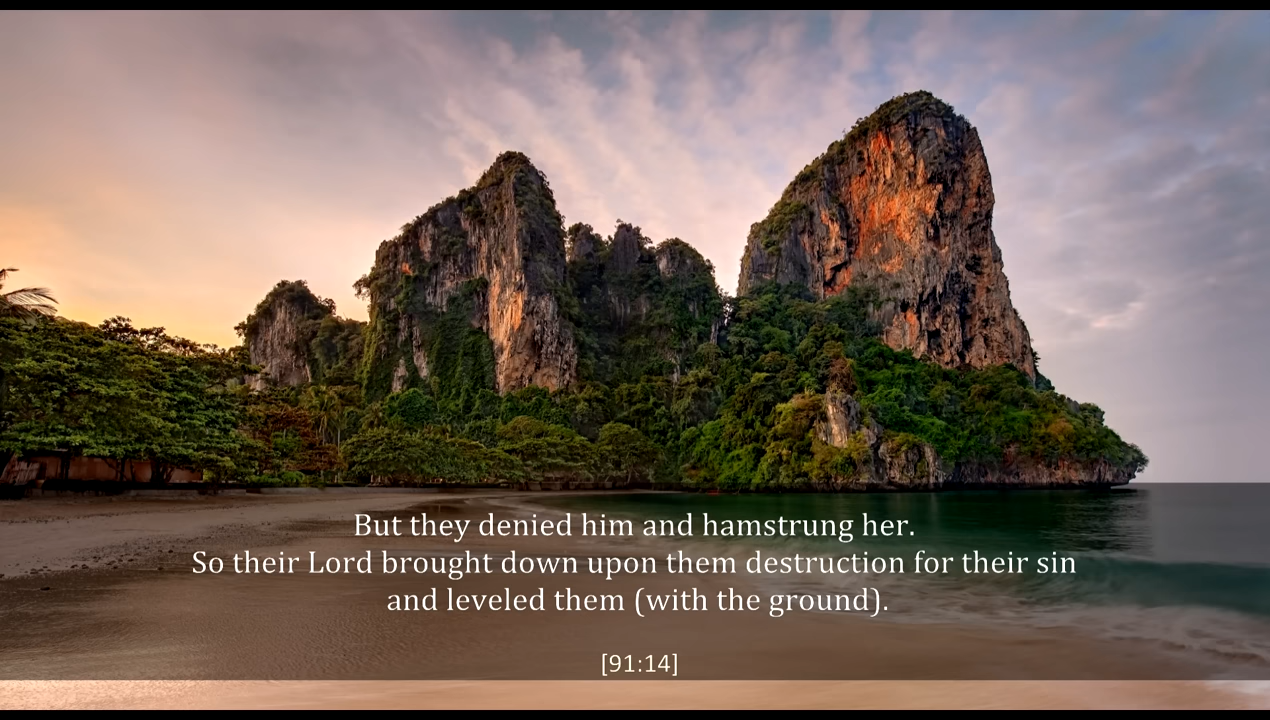 But they denied him and hamstrung her.
So their Lord brought down upon them destruction for their sin
and leveled them (with the ground).
[91:14]